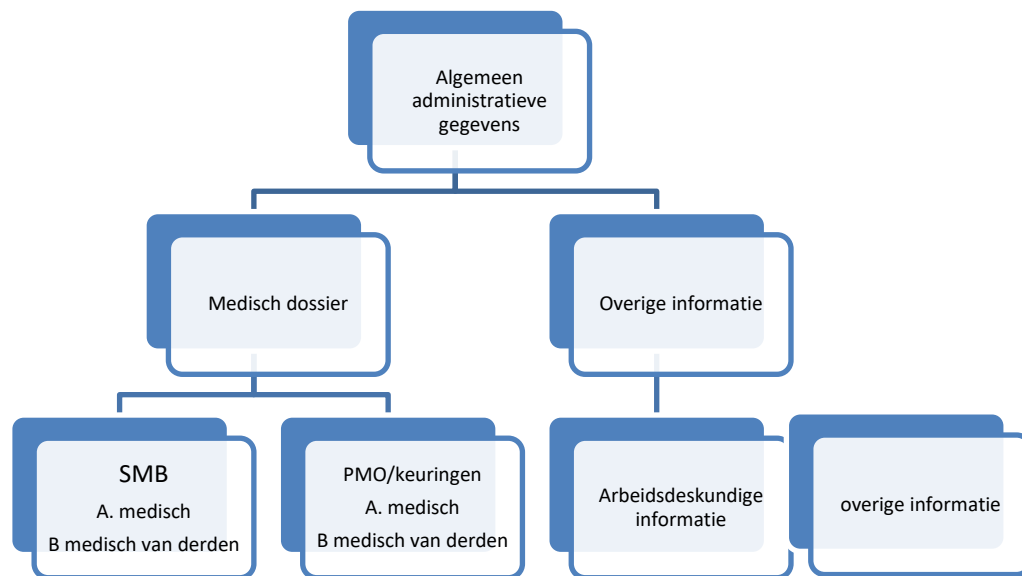 Algemeen
administratieve
gegevens
Medisch dossier
Overige informatie
SMB
A. medisch
B medisch van derden
PMO/keuringen
A. medisch
B medisch van derden
Arbeidsdeskundige
informatie
overige informatie